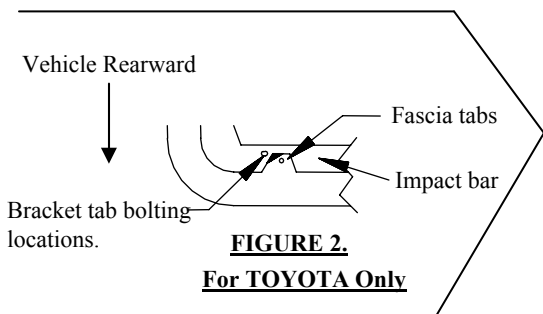 Vehicle Rearward
Fascia tabs
Impact bar
Bracket tab bolting
locations.
FIGURE 2.
For TOYOTA Only